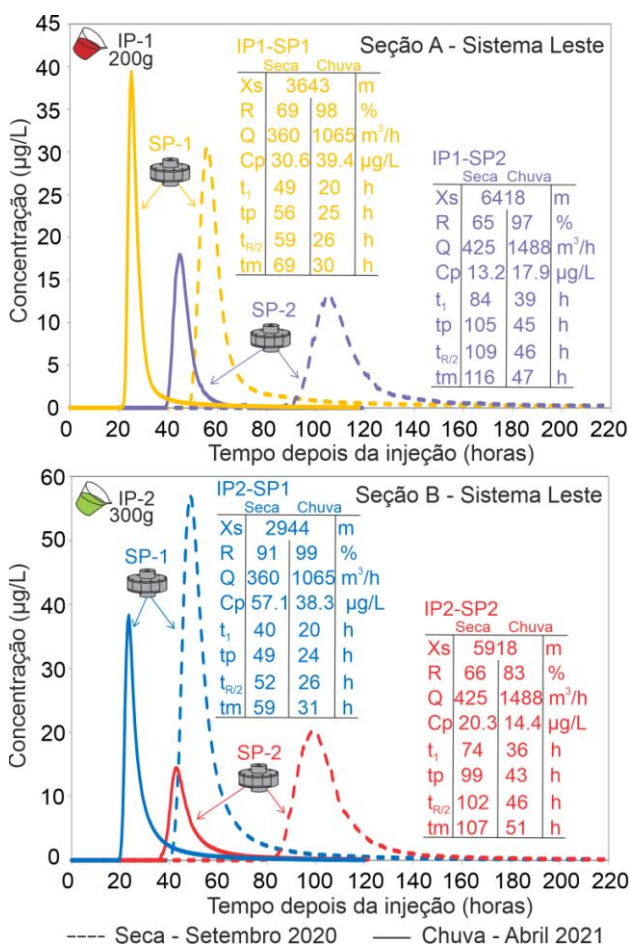 Seção A - Sistema Leste
IP-1
200g
Concentração (µg/L)
45
40
35
30
25
20
15
10
5
0
SP-1
SP-2
IP1-SP1
Seca Chuva
Xs 3643 m
R 69 98 %
Q 360 1065 m³/h
Cp 30.6 39.4 µg/L
t₁ 49 20 h
tp 56 25 h
tR/2 59 26 h
tm 69 30 h
IP1-SP2
Seca Chuva
Xs 6418 m
R 65 97 %
Q 425 1488 m³/h
Cp 13.2 17.9 µg/L
t₁ 84 39 h
tp 105 45 h
tR/2 109 46 h
tm 116 47 h
0 20 40 60 80 100 120 140 160 180 200 220
Tempo depois da injeção (horas)
Seção B - Sistema Leste
IP-2
300g
Concentração (µg/L)
60
50
40
30
20
10
0
SP-1
SP-2
IP2-SP1
Seca Chuva
Xs 2944 m
R 91 99 %
Q 360 1065 m³/h
Cp 57.1 38.3 µg/L
t₁ 40 20 h
tp 49 24 h
tR/2 52 26 h
tm 59 31 h
IP2-SP2
Seca Chuva
Xs 5918 m
R 66 83 %
Q 425 1488 m³/h
Cp 20.3 14.4 µg/L
t₁ 74 36 h
tp 99 43 h
tR/2 102 46 h
tm 107 51 h
0 20 40 60 80 100 120 140 160 180 200 220
Tempo depois da injeção (horas)
Seca - Setembro 2020 Chuva - Abril 2021